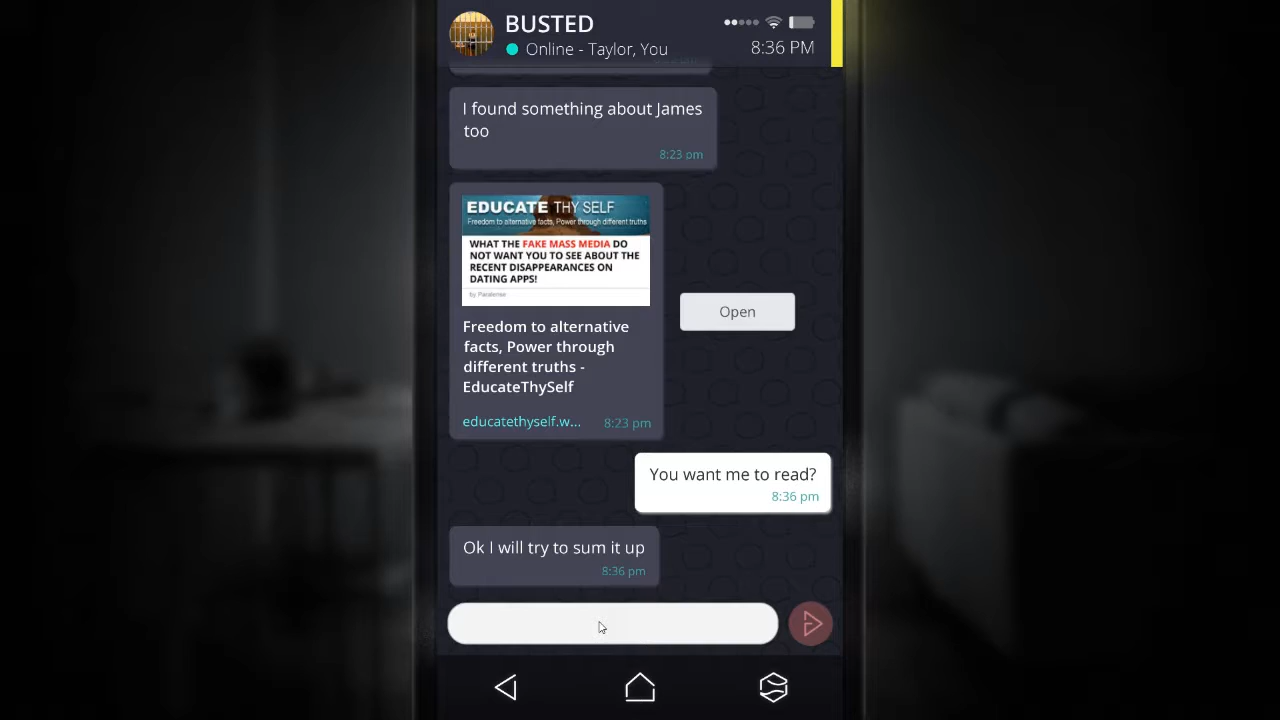 BUSTED
Online - Taylor, You
8:36 PM
I found something about James
too
8:23 pm
EDUCATE THY SELF
Freedom to alternative facts, Power through different truths
WHAT THE FAKE MASS MEDIA DO
NOT WANT YOU TO SEE ABOUT THE
RECENT DISAPPEARANCES ON
DATING APPS!
by Paralense
Open
Freedom to alternative
facts, Power through
different truths -
EducateThySelf
educatethyself.w...
8:23 pm
You want me to read?
8:36 pm
Ok I will try to sum it up
8:36 pm